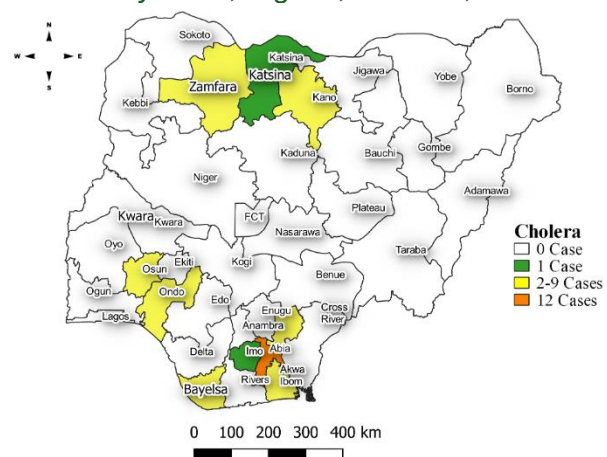 N
W E
S
Sokoto
Katsina
Katsina
Jigawa
Yobe
Borno
Zamfara
Kano
Kebbi
Kaduna
Bauchi
Gombe
Adamawa
Niger
Plateau
Kwara
Kwara
FCT
Nasarawa
Taraba
Oyo
Osun
Ekiti
Kogi
Benue
Ogun
Ondo
Edo
Lagos
Enugu
Anambra
Cross
River
Delta
Imo
Abia
Akwa
Ibom
Rivers
Bayelsa
Cholera
0 Case
1 Case
2-9 Cases
12 Cases
0 100 200 300 400 km